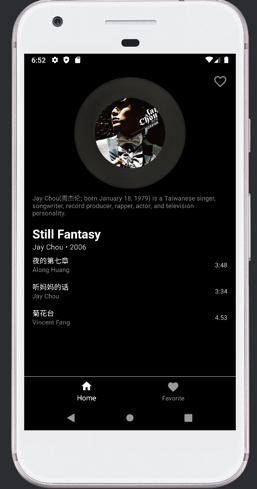 6:52
Jay Chou(周杰伦; born January 18, 1979) is a Taiwanese singer,
songwriter, record producer, rapper, actor, and television
personality.
Still Fantasy
Jay Chou • 2006
夜的第七章
Along Huang
3:48
听妈妈的话
Jay Chou
3:34
菊花台
Vincent Fang
4.53
Home
Favorite